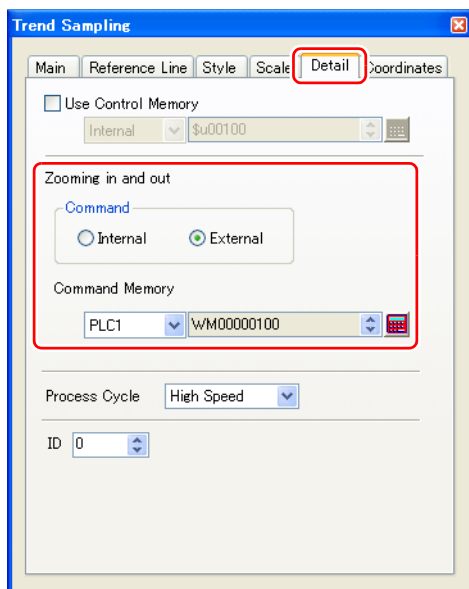 Trend Sampling
Main Reference Line Style Scale Detail Coordinates
Use Control Memory
Internal $u00100
Zooming in and out
Command
Internal External
Command Memory
PLC1 WM00000100
Process Cycle High Speed
ID 0